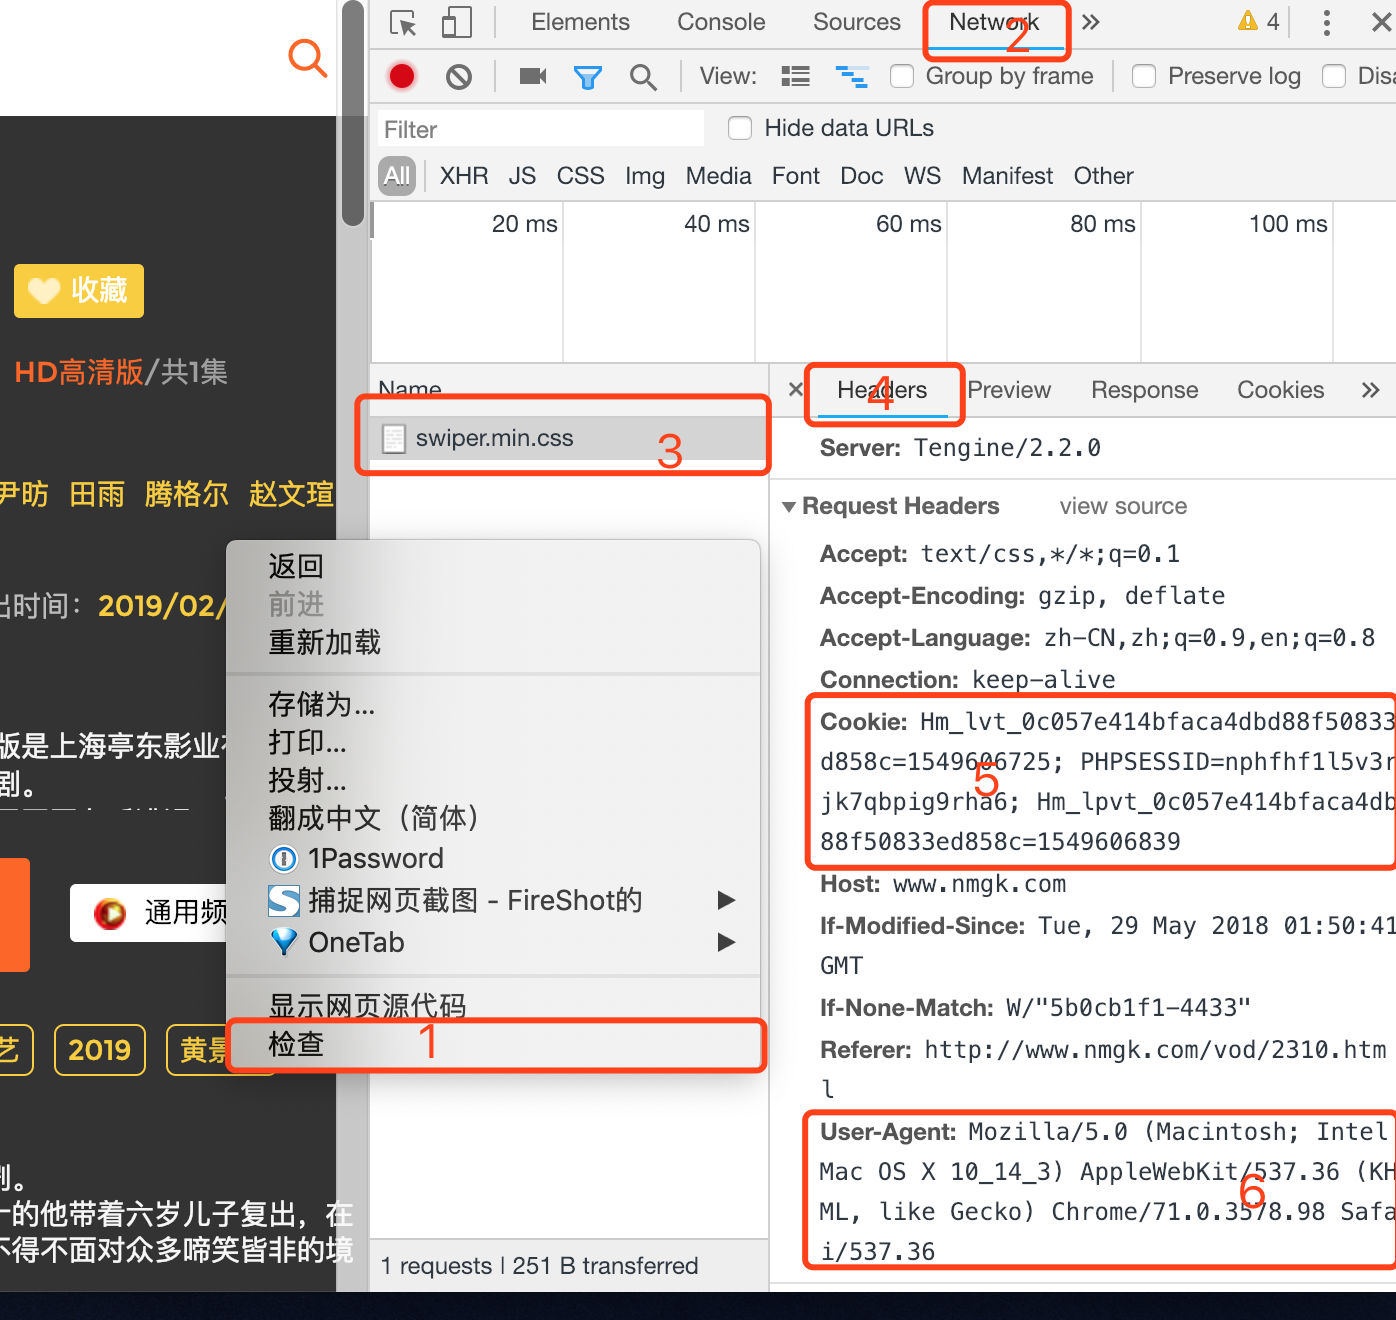 Elements Console Sources Network 2 » 4
View: Group by frame Preserve log
Filter Hide data URLs
All XHR JS CSS Img Media Font Doc WS Manifest Other
20 ms 40 ms 60 ms 80 ms 100 ms
收藏
HD高清版/共1集
尹昉 田雨 腾格尔 赵文瑄
出时间： 2019/02/
版是上海亭东影业
剧。
通用频
2019 黄景
艺
的他带着六岁儿子复出，在
不得不面对众多啼笑皆非的境
Name
swiper.min.css 3
返回
前进
重新加载
存储为...
打印...
投射...
翻成中文（简体）
1Password
捕捉网页截图 - FireShot的
OneTab
显示网页源代码
检查 1
1 requests | 251 B transferred
× Headers 4 Preview Response Cookies »
Server: Tengine/2.2.0
Request Headers view source
Accept: text/css,*/*;q=0.1
Accept-Encoding: gzip, deflate
Accept-Language: zh-CN,zh;q=0.9,en;q=0.8
Connection: keep-alive
Cookie: Hm_lvt_0c057e414bfaca4dbd88f50833
d858c=1549606725; PHPSESSID=nphfhf1l5v3r
5
jk7qbpig9rha6; Hm_lpvt_0c057e414bfaca4db
88f50833ed858c=1549606839
Host: www.nmgk.com
If-Modified-Since: Tue, 29 May 2018 01:50:41
GMT
If-None-Match: W/"5b0cb1f1-4433"
Referer: http://www.nmgk.com/vod/2310.htm
l
User-Agent: Mozilla/5.0 (Macintosh; Intel
Mac OS X 10_14_3) AppleWebKit/537.36 (KH
6
ML, like Gecko) Chrome/71.0.3578.98 Safa
i/537.36